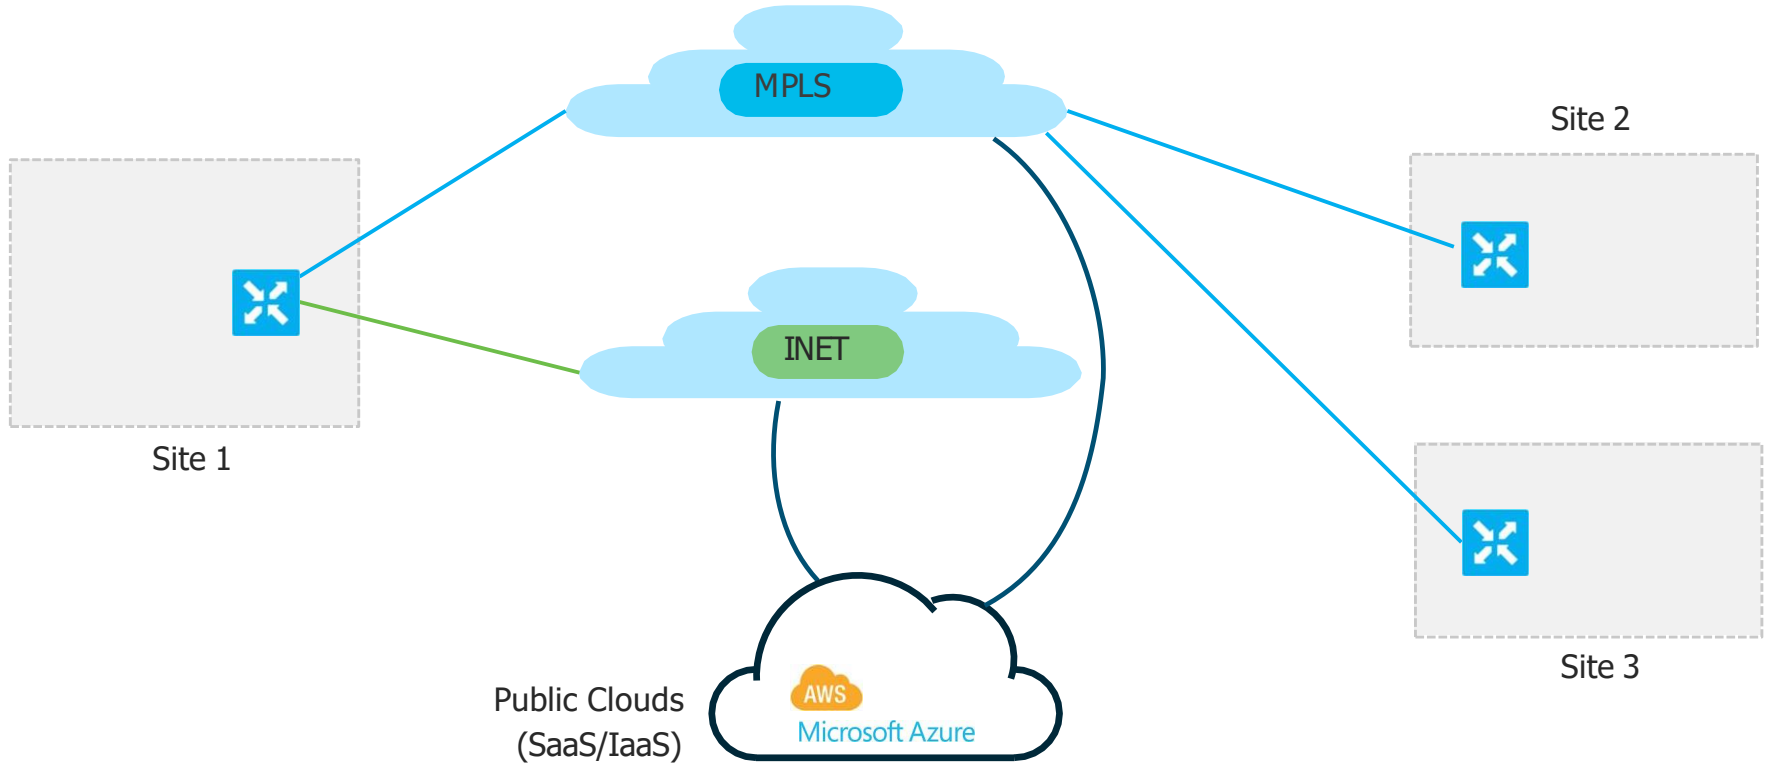 MPLS
Site 2
INET
Site 1
Site 3
Public Clouds
(SaaS/IaaS)
AWS
Microsoft Azure